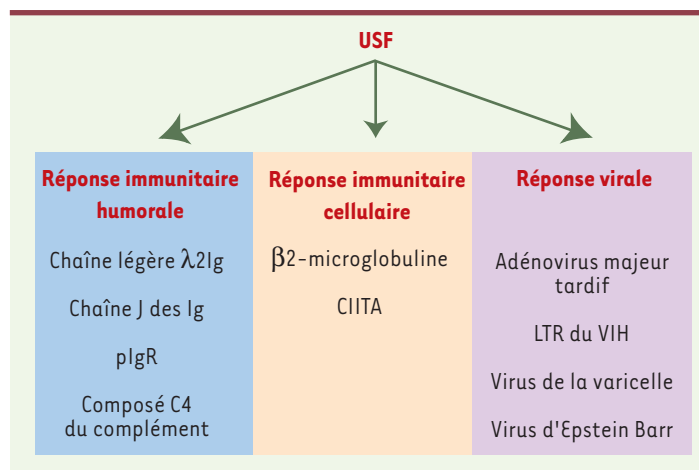 USF
Réponse immunitaire
humorale
Chaîne légère λ2Ig
Chaîne J des Ig
pIgR
Composé C4
du complément
Réponse immunitaire
cellulaire
β2-microglobuline
CIITA
Réponse virale
Adénovirus majeur
tardif
LTR du VIH
Virus de la varicelle
Virus d'Epstein Barr